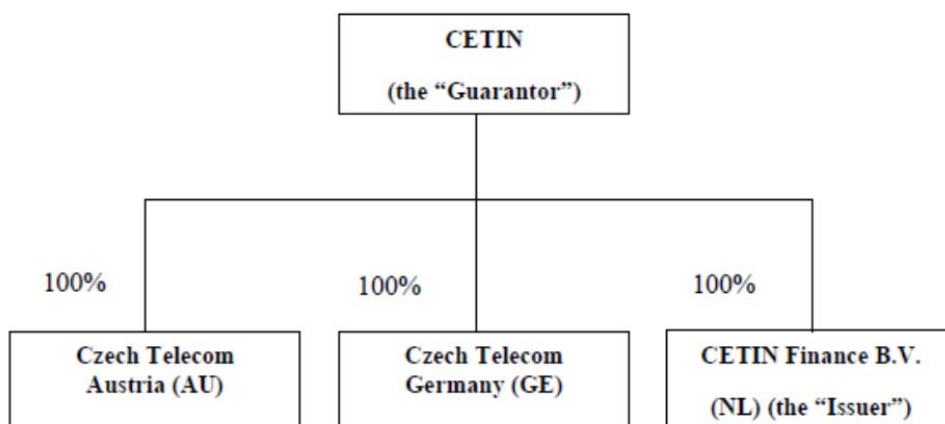 CETIN
(the “Guarantor”)
100%
100%
100%
Czech Telecom
Austria (AU)
Czech Telecom
Germany (GE)
CETIN Finance B.V.
(NL) (the “Issuer”)